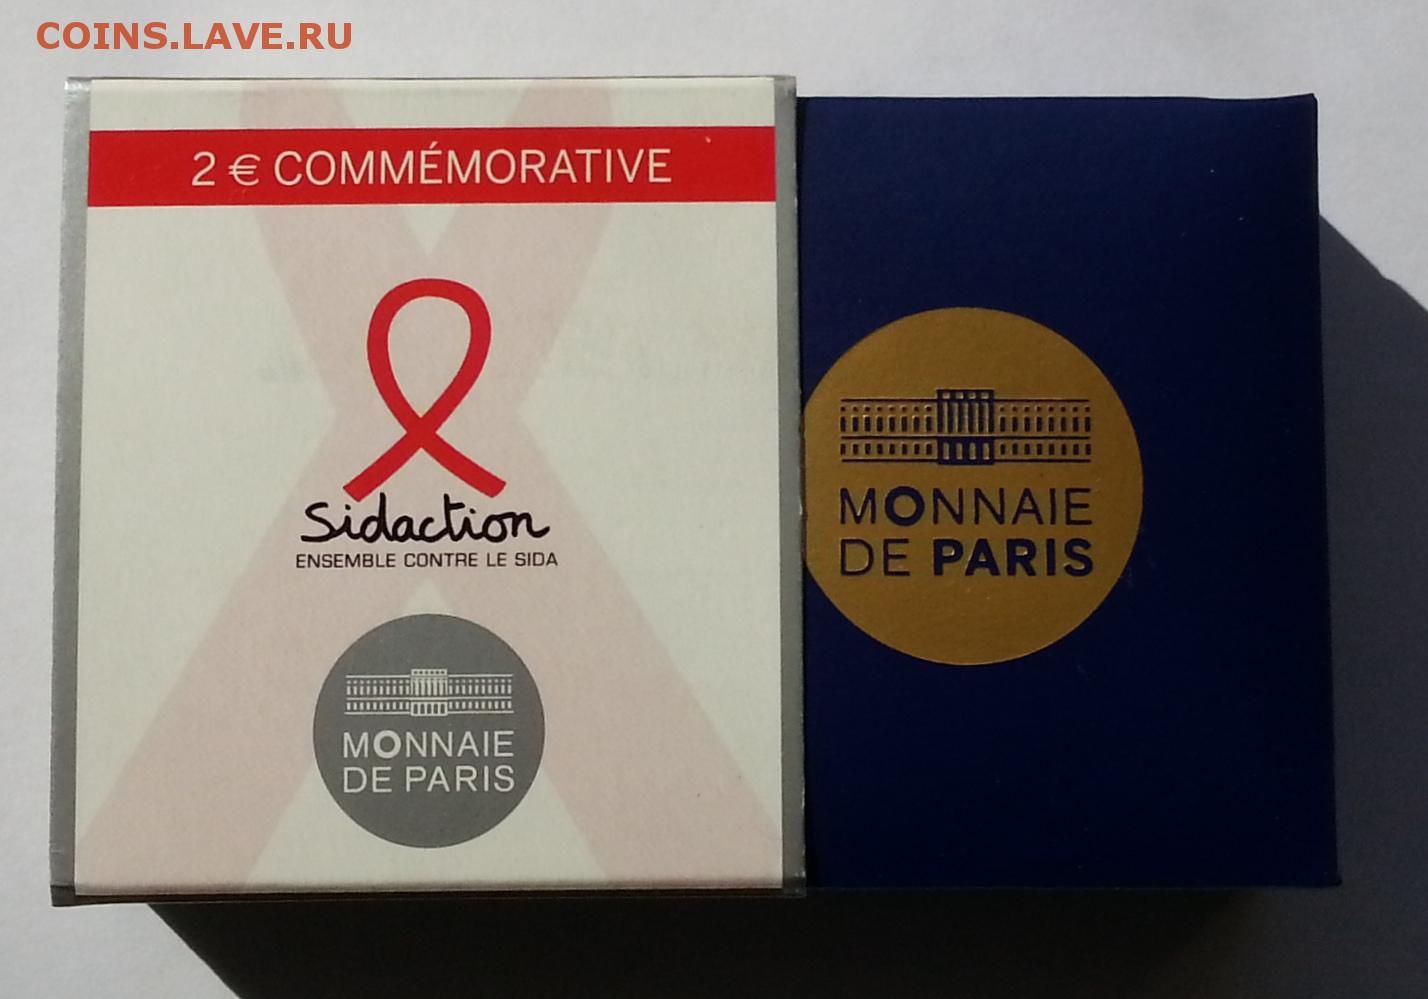 COINS.LAVE.RU
2 € COMMÉMORATIVE
Sidaction
ENSEMBLE CONTRE LE SIDA
MONNAIE
DE PARIS
MONNAIE
DE PARIS